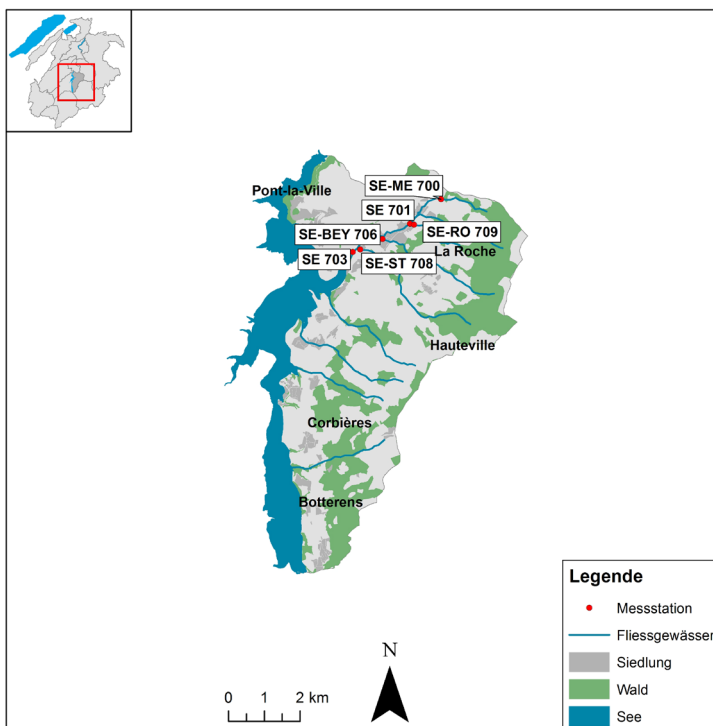 Pont-la-Ville
SE-ME 700
SE 701
SE-BEY 706
SE-RO 709
La Roche
SE 703
SE-ST 708
Hauteville
Corbières
Botterens
Legende
Messstation
Fliessgewässer
Siedlung
Wald
See
N
0 1 2 km